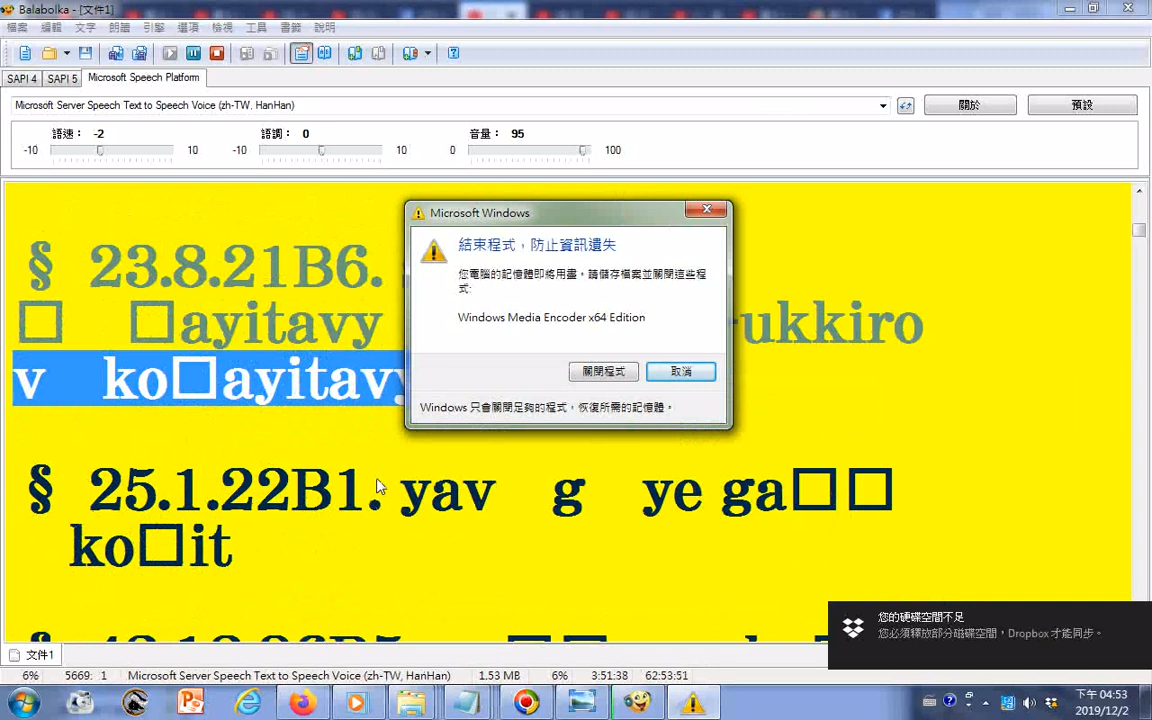 Balabolka - [文件1]
檔案 編輯 文字 朗讀 引擎 選項 檢視 工具 書籤 說明
SAPI 4 SAPI 5 Microsoft Speech Platform
Microsoft Server Speech Text to Speech Voice (zh-TW, HanHan)
關於 預設
語速： -2
-10 10
語調： 0
-10 10
音量： 95
0 100
§ 23.8.21B6.
□ □ayitavy
ukkiro
v ko□ayitavy
§ 25.1.22B1. yav g ye ga□□
ko□it
Microsoft Windows
結束程式，防止資訊遺失
您電腦的記憶體即將用盡。請儲存檔案並關閉這些程
式:
Windows Media Encoder x64 Edition
關閉程式 取消
Windows 只會關閉足夠的程式，恢復所需的記憶體。
您的硬碟空間不足
您必須釋放部分磁碟空間，Dropbox 才能同步。
文件1
6% 5669: 1 Microsoft Server Speech Text to Speech Voice (zh-TW, HanHan) 1.53 MB 6% 3:51:38 62:53:51
下午 04:53
2019/12/2